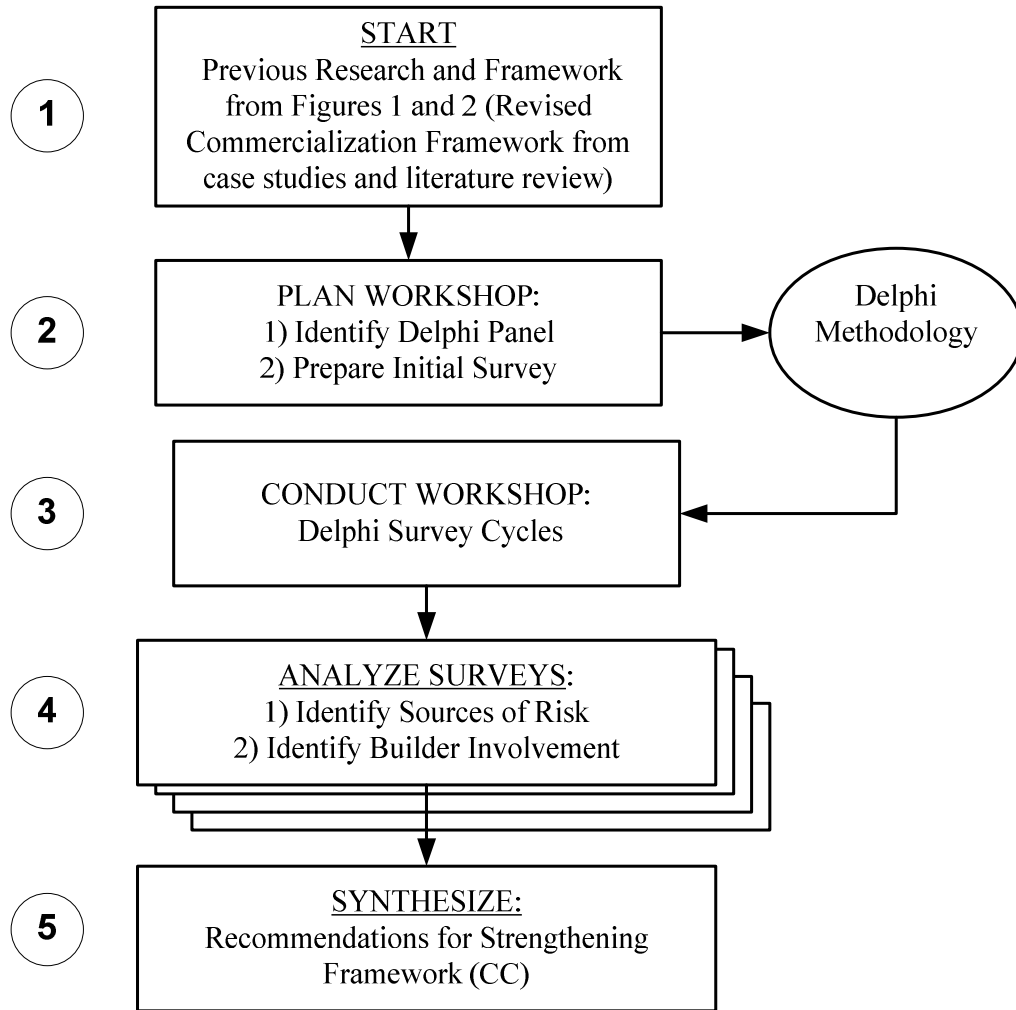 1
START
Previous Research and Framework
from Figures 1 and 2 (Revised
Commercialization Framework from
case studies and literature review)
2
PLAN WORKSHOP:
1) Identify Delphi Panel
2) Prepare Initial Survey
Delphi
Methodology
3
CONDUCT WORKSHOP:
Delphi Survey Cycles
4
ANALYZE SURVEYS:
1) Identify Sources of Risk
2) Identify Builder Involvement
5
SYNTHESIZE:
Recommendations for Strengthening
Framework (CC)